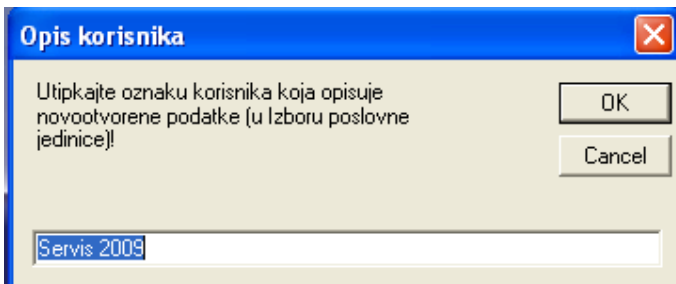 Opis korisnika
Utipkajte oznaku korisnika koja opisuje
novootvorene podatke (u Izboru poslovne
jedinice)!
OK
Cancel
Servis 2009